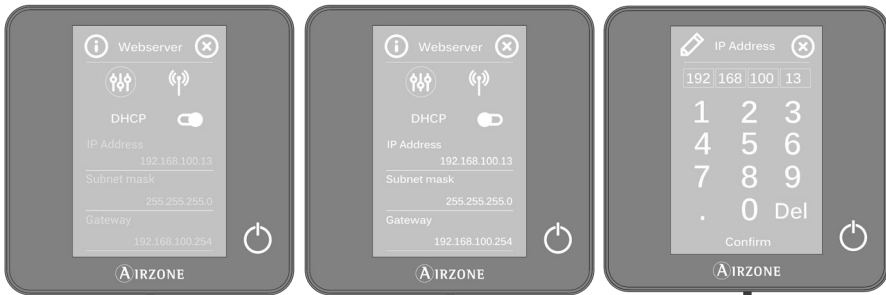 Webserver
DHCP
IP Address
192.168.100.13
Subnet mask
255.255.255.0
Gateway
192.168.100.254
AIRZONE
Webserver
DHCP
IP Address
192.168.100.13
Subnet mask
255.255.255.0
Gateway
192.168.100.254
AIRZONE
IP Address
192 168 100 13
1 2 3
4 5 6
7 8 9
. 0 Del
Confirm
AIRZONE